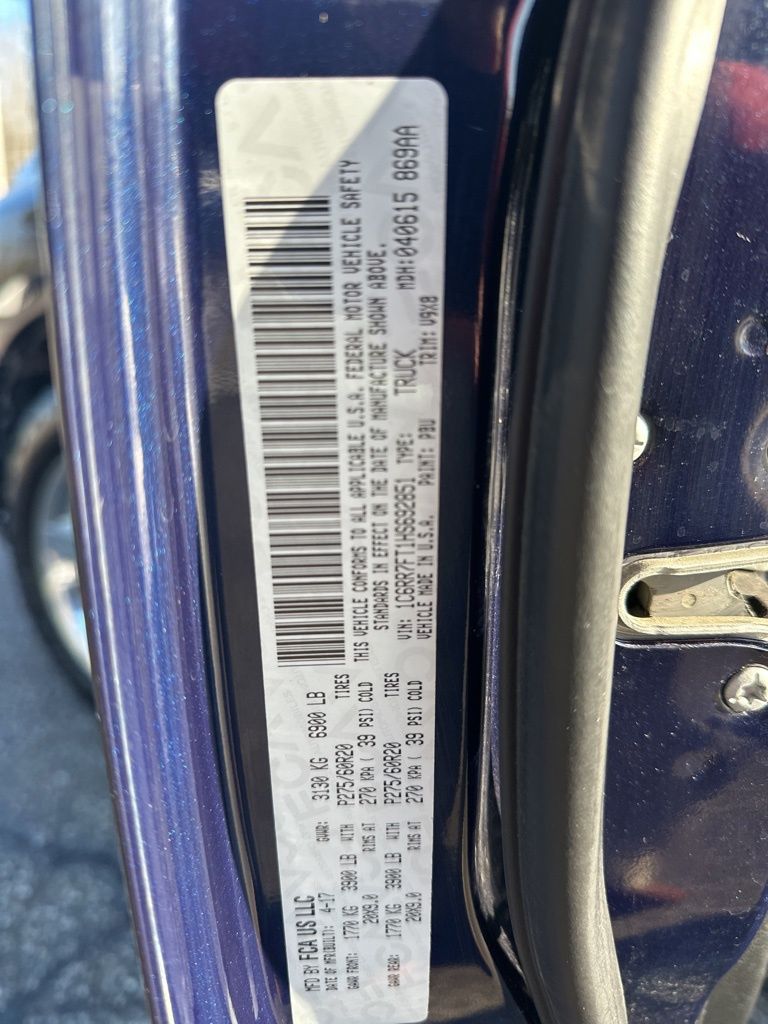 MFD BY FCA US LLC
DATE OF MFR(BUILT): 4-17 GVWR: 3130 KG 6900 LB
GAWR FRONT: 1770 KG 3900 LB WITH P275/60R20 TIRES
20X9.0 RIMS AT 270 KPA ( 39 PSI) COLD
GAWR REAR: 1770 KG 3900 LB WITH P275/60R20 TIRES
20X9.0 RIMS AT 270 KPA ( 39 PSI) COLD
THIS VEHICLE CONFORMS TO ALL APPLICABLE U.S.A. FEDERAL MOTOR VEHICLE SAFETY
STANDARDS IN EFFECT ON THE DATE OF MANUFACTURE SHOWN ABOVE.
VIN: 1C6RR7FT1HS692851 TYPE: TRUCK MDH:040615 869AA
VEHICLE MADE IN U.S.A. PAINT: PBU TRIM: V9X8